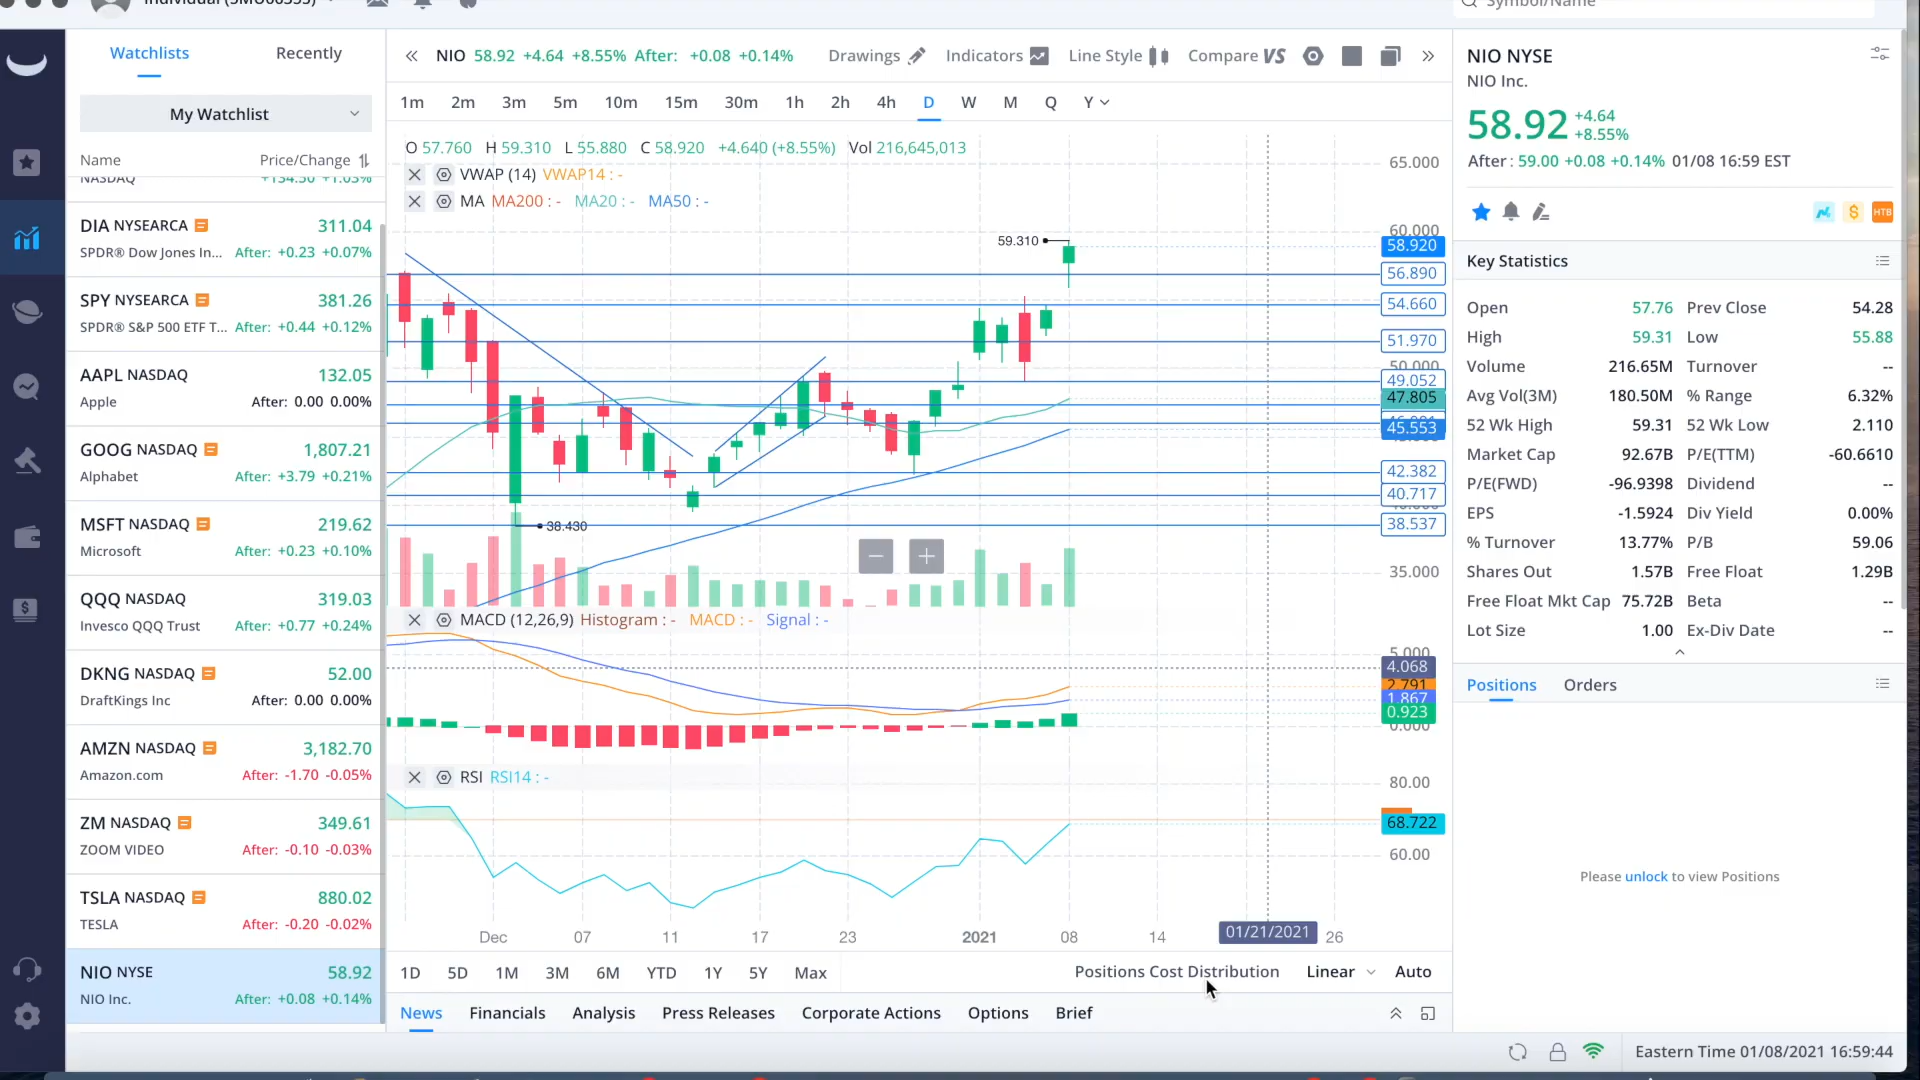 Individual (5MU08355)
Symbol/Name
Watchlists Recently
My Watchlist
Name Price/Change
NASDAQ +134.50 +1.03%
DIA NYSEARCA 311.04
SPDR® Dow Jones In... After: +0.23 +0.07%
SPY NYSEARCA 381.26
SPDR® S&P 500 ETF T... After: +0.44 +0.12%
AAPL NASDAQ 132.05
Apple After: 0.00 0.00%
GOOG NASDAQ 1,807.21
Alphabet After: +3.79 +0.21%
MSFT NASDAQ 219.62
Microsoft After: +0.23 +0.10%
QQQ NASDAQ 319.03
Invesco QQQ Trust After: +0.77 +0.24%
DKNG NASDAQ 52.00
DraftKings Inc After: 0.00 0.00%
AMZN NASDAQ 3,182.70
Amazon.com After: -1.70 -0.05%
ZM NASDAQ 349.61
ZOOM VIDEO After: -0.10 -0.03%
TSLA NASDAQ 880.02
TESLA After: -0.20 -0.02%
NIO NYSE 58.92
NIO Inc. After: +0.08 +0.14%
NIO 58.92 +4.64 +8.55% After: +0.08 +0.14% Drawings Indicators Line Style Compare VS
1m 2m 3m 5m 10m 15m 30m 1h 2h 4h D W M Q Y
O 57.760 H 59.310 L 55.880 C 58.920 +4.640 (+8.55%) Vol 216,645,013
VWAP (14) VWAP14 : -
MA MA200 : - MA20 : - MA50 : -
59.310
38.430
65.000
60.000
58.920
56.890
54.660
51.970
50.000
49.052
47.805
45.553
42.382
40.717
38.537
35.000
MACD (12,26,9) Histogram : - MACD : - Signal : -
5.000
4.068
2.791
1.867
0.923
0.000
RSI RSI14 : -
80.00
68.722
60.00
Dec 07 11 17 23 2021 08 14 01/21/2021 26
1D 5D 1M 3M 6M YTD 1Y 5Y Max Positions Cost Distribution Linear Auto
News Financials Analysis Press Releases Corporate Actions Options Brief
NIO NYSE
NIO Inc.
58.92 +4.64
+8.55%
After : 59.00 +0.08 +0.14% 01/08 16:59 EST
HTB
Key Statistics
Open 57.76 Prev Close 54.28
High 59.31 Low 55.88
Volume 216.65M Turnover --
Avg Vol(3M) 180.50M % Range 6.32%
52 Wk High 59.31 52 Wk Low 2.110
Market Cap 92.67B P/E(TTM) -60.6610
P/E(FWD) -96.9398 Dividend --
EPS -1.5924 Div Yield 0.00%
% Turnover 13.77% P/B 59.06
Shares Out 1.57B Free Float 1.29B
Free Float Mkt Cap 75.72B Beta --
Lot Size 1.00 Ex-Div Date --
Positions Orders
Please unlock to view Positions
Eastern Time 01/08/2021 16:59:44